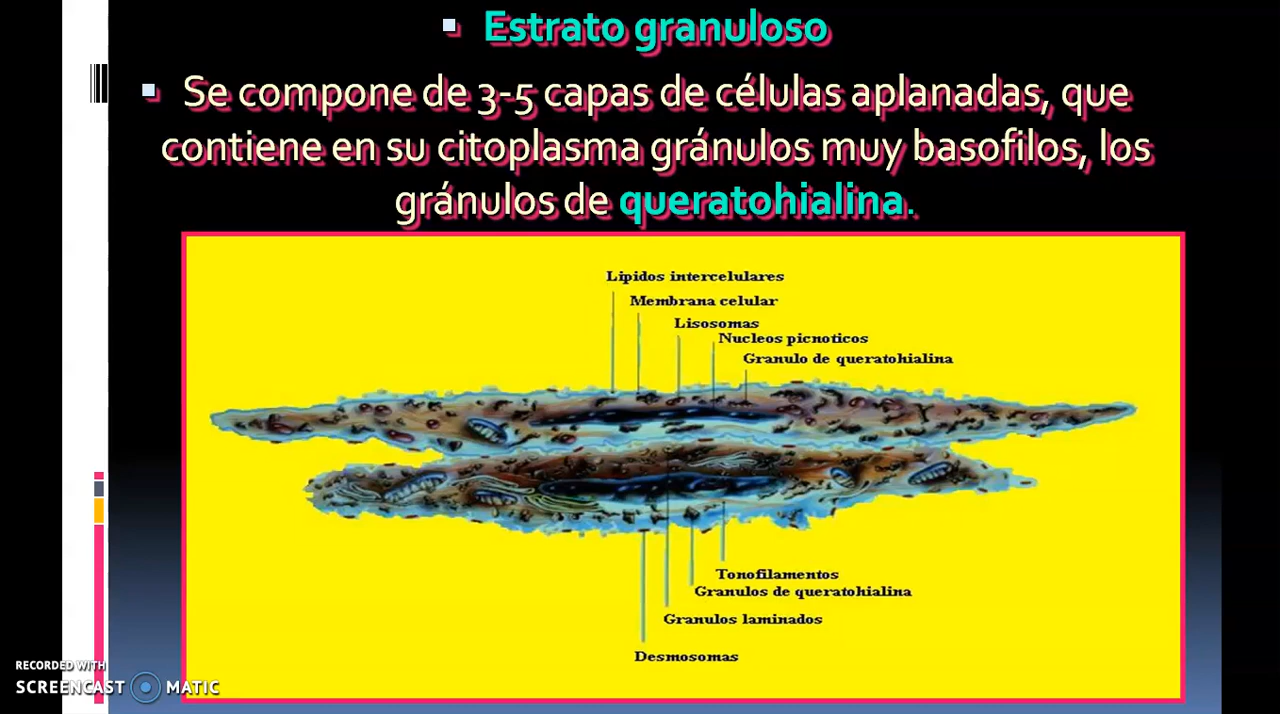 Estrato granuloso
Se compone de 3-5 capas de células aplanadas, que
contiene en su citoplasma gránulos muy basofilos, los
gránulos de queratohialina.
Lipidos intercelulares
Membrana celular
Lisosomas
Nucleos picnoticos
Granulo de queratohialina
Tonofilamentos
Granulos de queratohialina
Granulos laminados
Desmosomas
RECORDED WITH
SCREENCAST MATIC